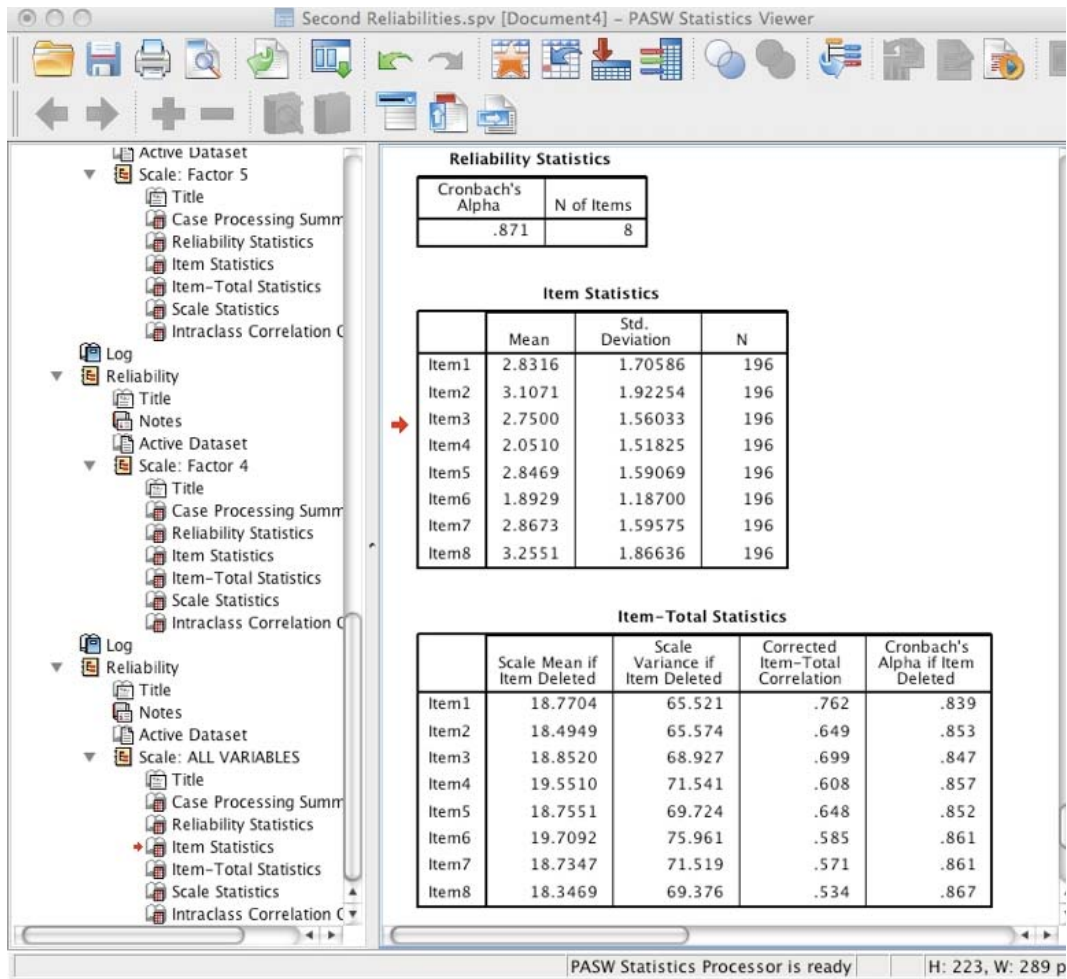 Second Reliabilities.spv [Document4] – PASW Statistics Viewer
Active Dataset
Scale: Factor 5
Title
Case Processing Summ
Reliability Statistics
Item Statistics
Item-Total Statistics
Scale Statistics
Intraclass Correlation C
Log
Reliability
Title
Notes
Active Dataset
Scale: Factor 4
Title
Case Processing Summ
Reliability Statistics
Item Statistics
Item-Total Statistics
Scale Statistics
Intraclass Correlation C
Log
Reliability
Title
Notes
Active Dataset
Scale: ALL VARIABLES
Title
Case Processing Summ
Reliability Statistics
Item Statistics
Item-Total Statistics
Scale Statistics
Intraclass Correlation C
Reliability Statistics
Cronbach's
Alpha N of Items
.871 8
Item Statistics
Mean Std. Deviation N
Item1 2.8316 1.70586 196
Item2 3.1071 1.92254 196
Item3 2.7500 1.56033 196
Item4 2.0510 1.51825 196
Item5 2.8469 1.59069 196
Item6 1.8929 1.18700 196
Item7 2.8673 1.59575 196
Item8 3.2551 1.86636 196
Item-Total Statistics
Scale Mean if Item Deleted Scale Variance if Item Deleted Corrected Item-Total Correlation Cronbach's Alpha if Item Deleted
Item1 18.7704 65.521 .762 .839
Item2 18.4949 65.574 .649 .853
Item3 18.8520 68.927 .699 .847
Item4 19.5510 71.541 .608 .857
Item5 18.7551 69.724 .648 .852
Item6 19.7092 75.961 .585 .861
Item7 18.7347 71.519 .571 .861
Item8 18.3469 69.376 .534 .867
PASW Statistics Processor is ready H: 223, W: 289 p